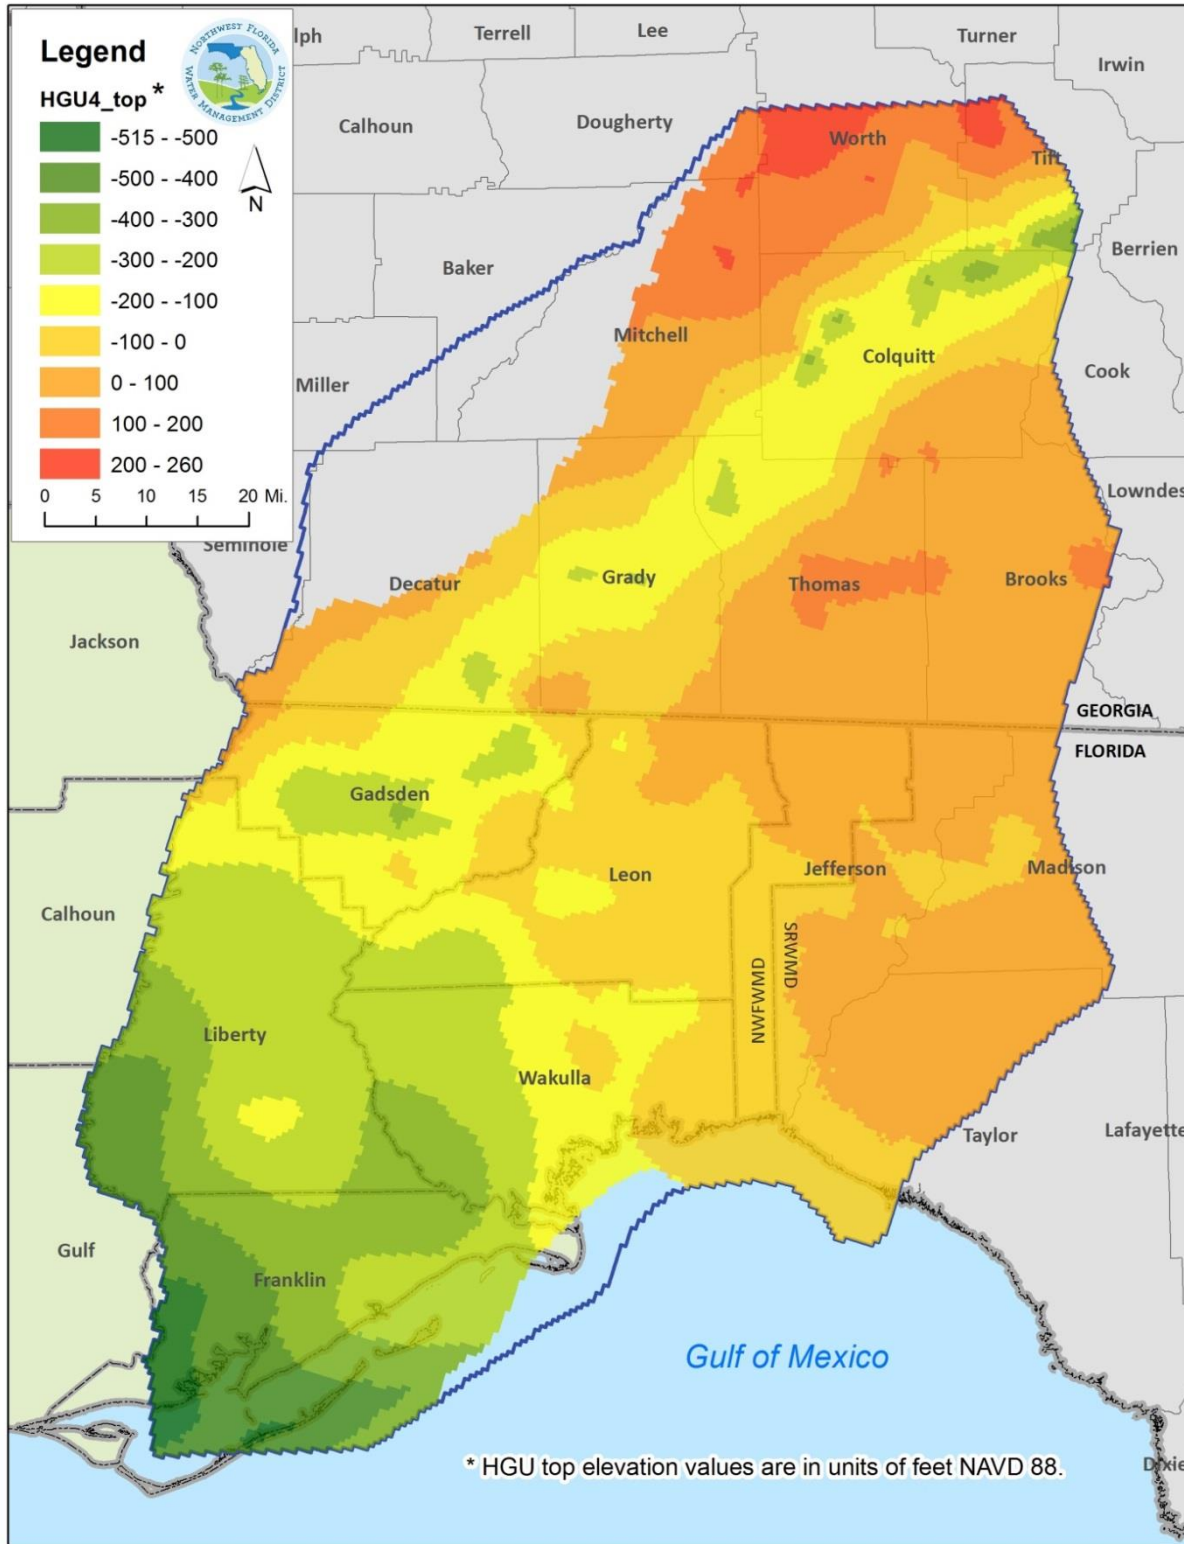 Legend
NORTHWEST FLORIDA
WATER MANAGEMENT DISTRICT
HGU4_top *
-515 - -500
-500 - -400
-400 - -300
-300 - -200
-200 - -100
-100 - 0
0 - 100
100 - 200
200 - 260
N
0 5 10 15 20 Mi.
lph
Terrell
Lee
Turner
Irwin
Calhoun
Dougherty
Worth
Tift
Berrien
Baker
Mitchell
Colquitt
Cook
Miller
Lowndes
Seminole
Decatur
Grady
Thomas
Brooks
Jackson
GEORGIA
FLORIDA
Gadsden
Leon
Jefferson
Madison
Calhoun
NWFWMD
SRWMD
Liberty
Wakulla
Taylor
Lafayette
Gulf
Franklin
Gulf of Mexico
* HGU top elevation values are in units of feet NAVD 88.
Dixie